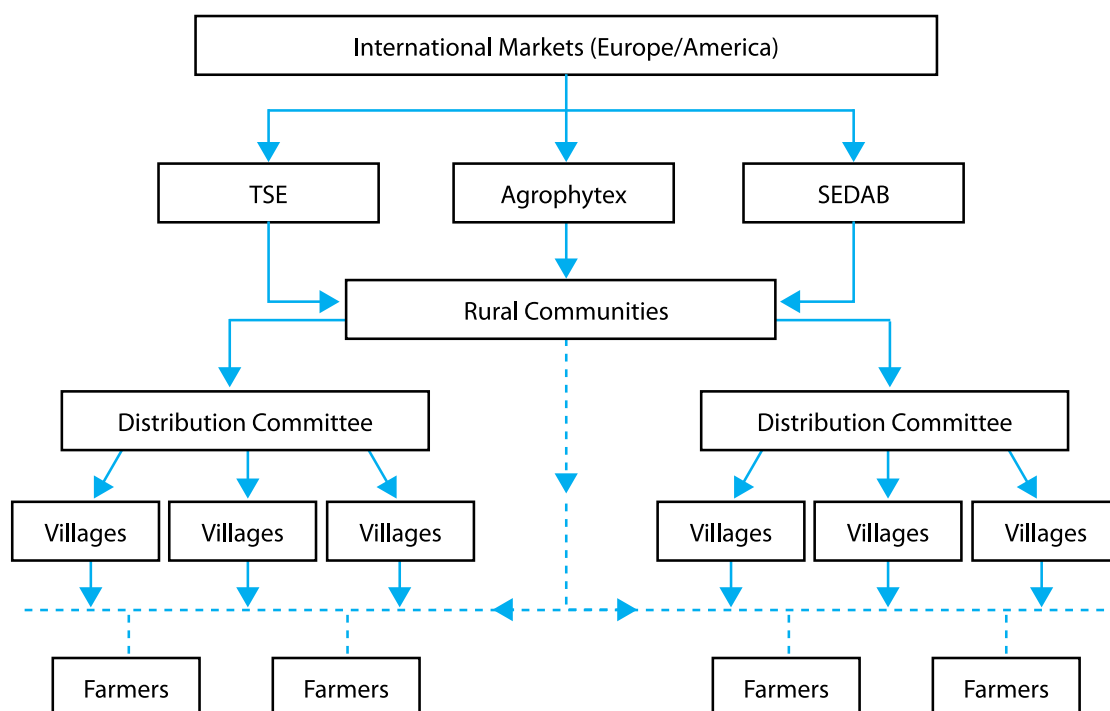 International Markets (Europe/America)
TSE
Agrophytex
SEDAB
Rural Communities
Distribution Committee
Distribution Committee
Villages
Villages
Villages
Villages
Villages
Villages
Farmers
Farmers
Farmers
Farmers